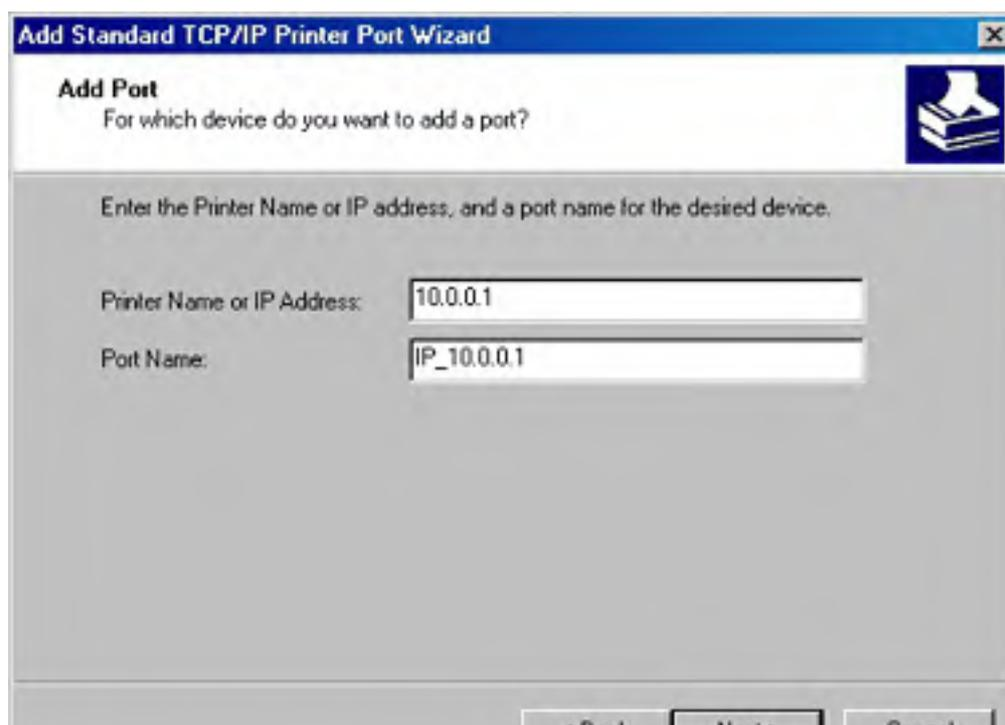 Add Standard TCP/IP Printer Port Wizard
Add Port
For which device do you want to add a port?
Enter the Printer Name or IP address, and a port name for the desired device.
Printer Name or IP Address:
10.0.0.1
Port Name:
IP_10.0.0.1